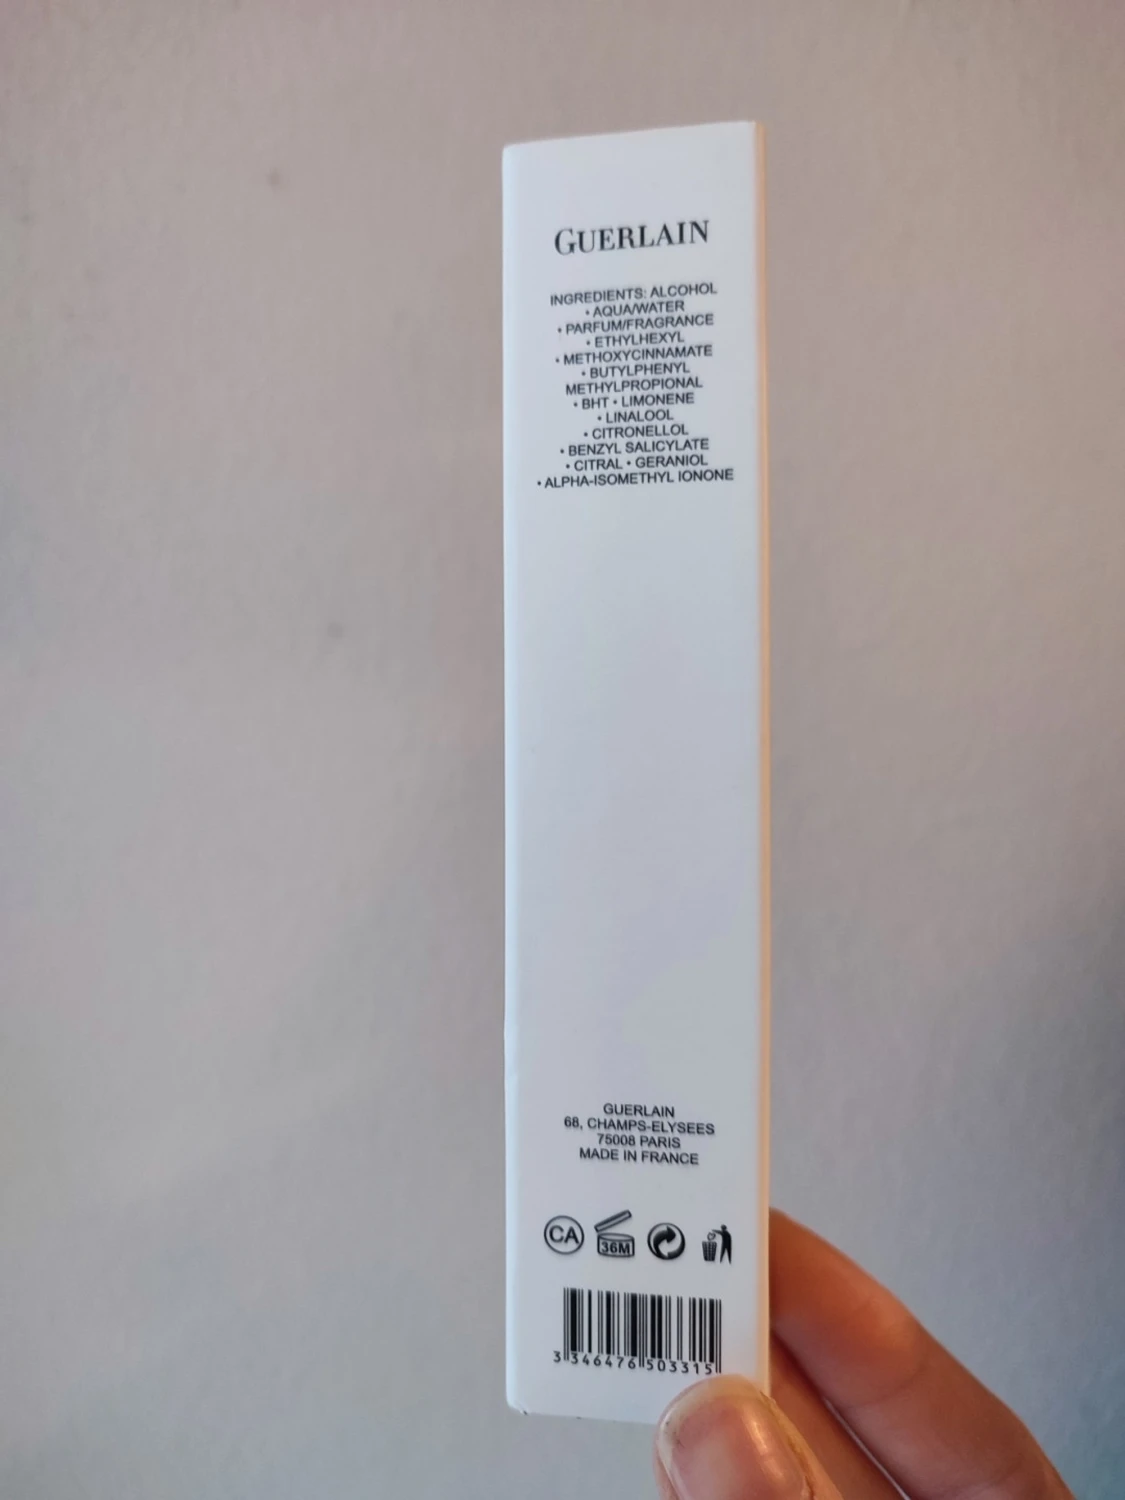 GUERLAIN
INGREDIENTS: ALCOHOL
• AQUA/WATER
• PARFUM/FRAGRANCE
• ETHYLHEXYL
• METHOXYCINNAMATE
• BUTYLPHENYL
METHYLPROPIONAL
• BHT • LIMONENE
• LINALOOL
• CITRONELLOL
• BENZYL SALICYLATE
• CITRAL • GERANIOL
• ALPHA-ISOMETHYL IONONE
GUERLAIN
68, CHAMPS-ELYSEES
75008 PARIS
MADE IN FRANCE
CA 36M
3 346476 503315